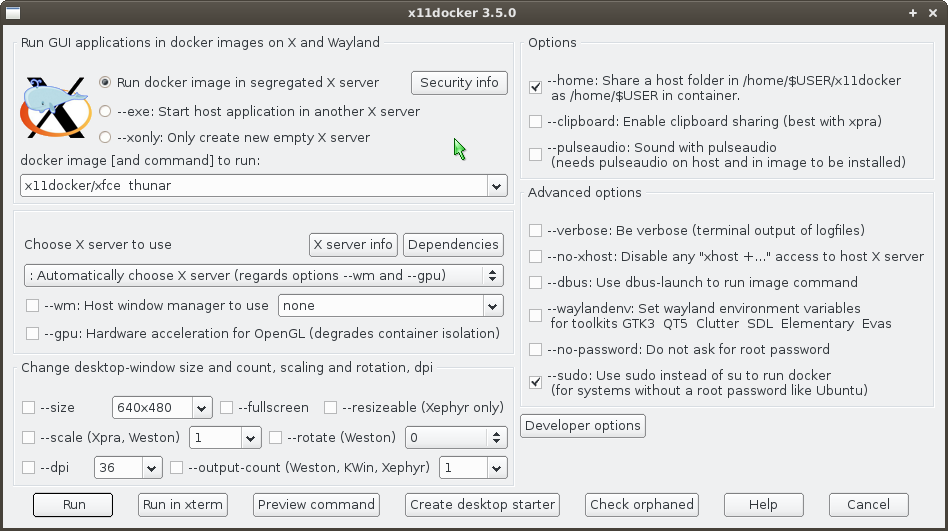 x11docker 3.5.0
Run GUI applications in docker images on X and Wayland
Run docker image in segregated X server
Security info
--exe: Start host application in another X server
--xonly: Only create new empty X server
docker image [and command] to run:
x11docker/xfce  thunar
Choose X server to use
X server info
Dependencies
: Automatically choose X server (regards options --wm and --gpu)
--wm: Host window manager to use
none
--gpu: Hardware acceleration for OpenGL (degrades container isolation)
Change desktop-window size and count, scaling and rotation, dpi
--size
640x480
--fullscreen
--resizeable (Xephyr only)
--scale (Xpra, Weston)
1
--rotate (Weston)
0
--dpi
36
--output-count (Weston, KWin, Xephyr)
1
Options
--home: Share a host folder in /home/$USER/x11docker
as /home/$USER in container.
--clipboard: Enable clipboard sharing (best with xpra)
--pulseaudio: Sound with pulseaudio
(needs pulseaudio on host and in image to be installed)
Advanced options
--verbose: Be verbose (terminal output of logfiles)
--no-xhost: Disable any "xhost +..." access to host X server
--dbus: Use dbus-launch to run image command
--waylandenv: Set wayland environment variables
for toolkits GTK3  QT5  Clutter  SDL  Elementary  Evas
--no-password: Do not ask for root password
--sudo: Use sudo instead of su to run docker
(for systems without a root password like Ubuntu)
Developer options
Run
Run in xterm
Preview command
Create desktop starter
Check orphaned
Help
Cancel